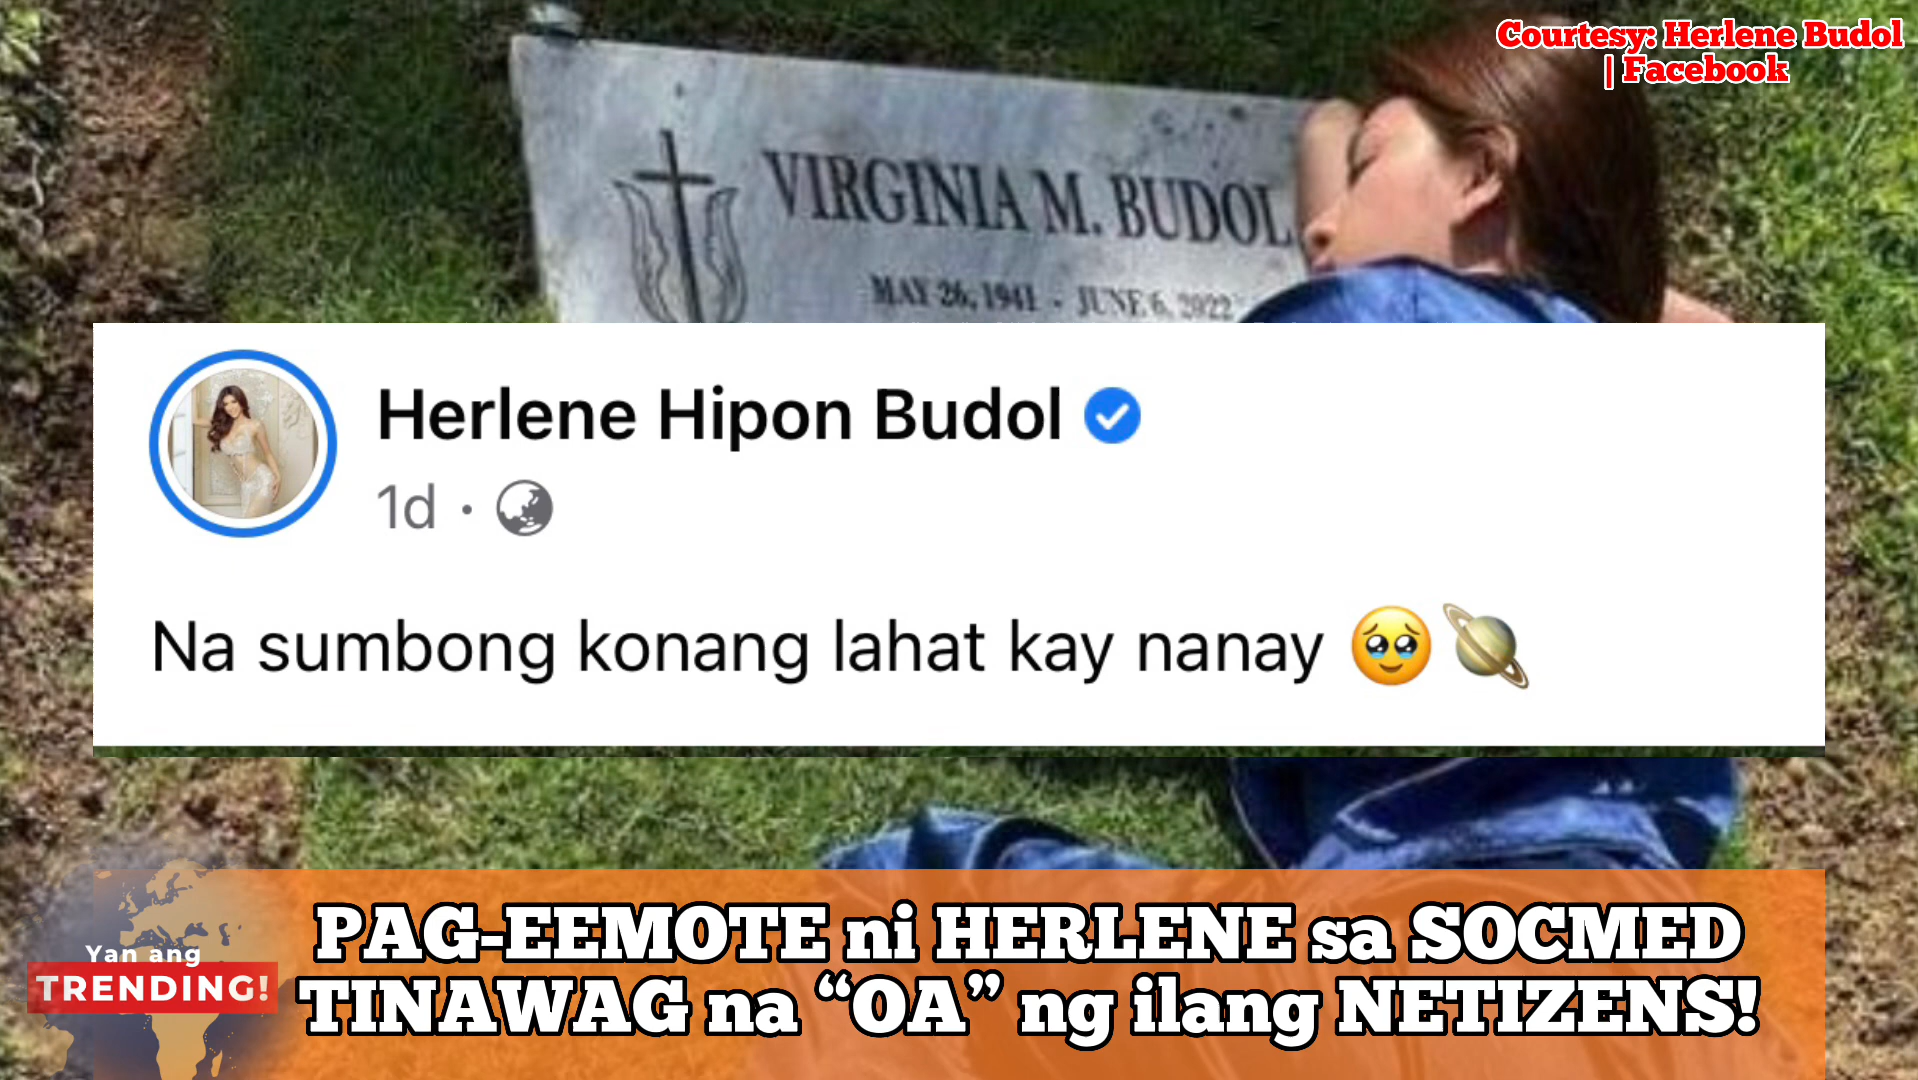 Courtesy: Herlene Budol
| Facebook
VIRGINIA M. BUDOL
MAY 26, 1941 - JUNE 6, 2022
Herlene Hipon Budol
1d ·
Na sumbong konang lahat kay nanay 🥹🪐
Yan ang
TRENDING!
PAG-EEMOTE ni HERLENE sa SOCMED
TINAWAG na “OA” ng ilang NETIZENS!